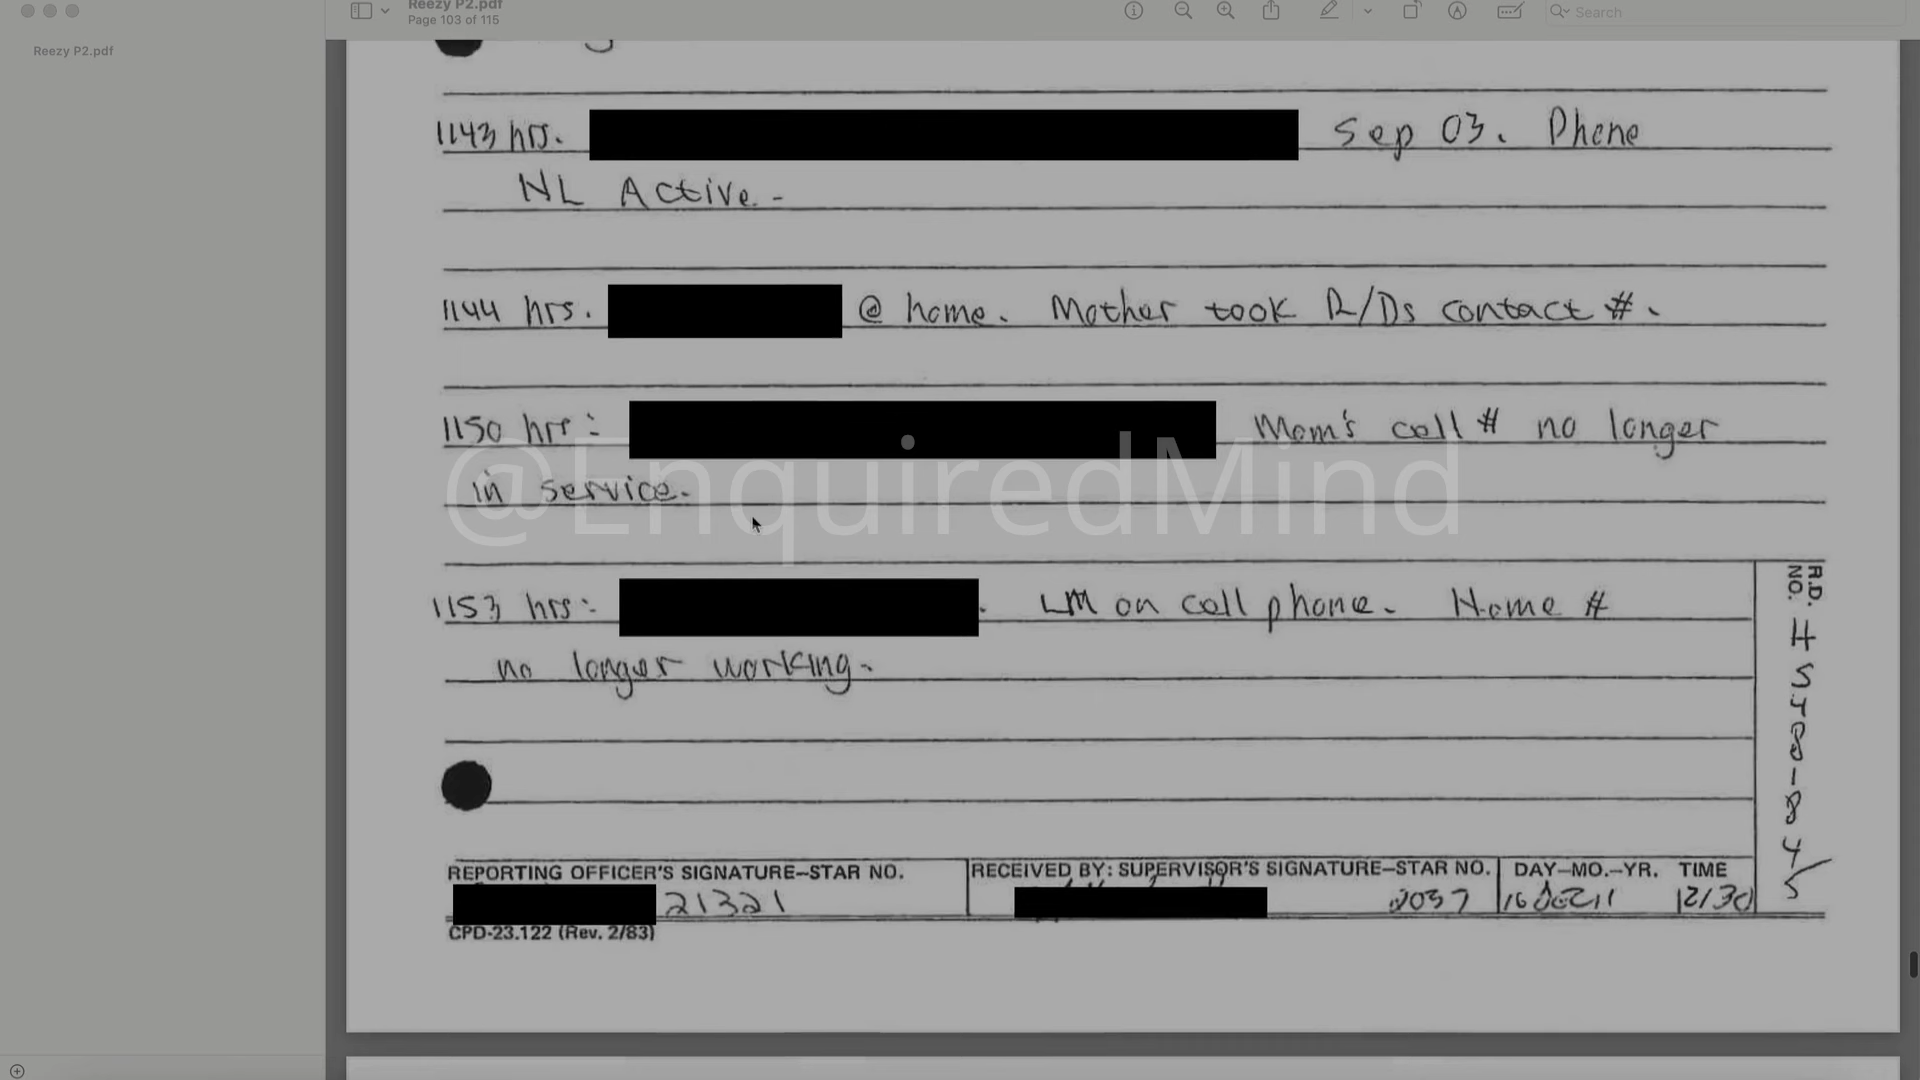 Reezy P2.pdf
Page 103 of 115
Search
Reezy P2.pdf
1143 hrs. Sep 03. Phone
NL Active. -
1144 hrs. @ home. Mother took R/Ds contact #.
1150 hrs: Mom's cell # no longer
in service.
@EnquiredMind
1153 hrs: . LM on cell phone. Home #
no longer working.
R.D. NO. HS508-845
REPORTING OFFICER'S SIGNATURE–STAR NO. RECEIVED BY: SUPERVISOR'S SIGNATURE–STAR NO. DAY–MO.–YR. TIME
21321 2037 16 DEC 11
CPD-23.122 (Rev. 2/83)